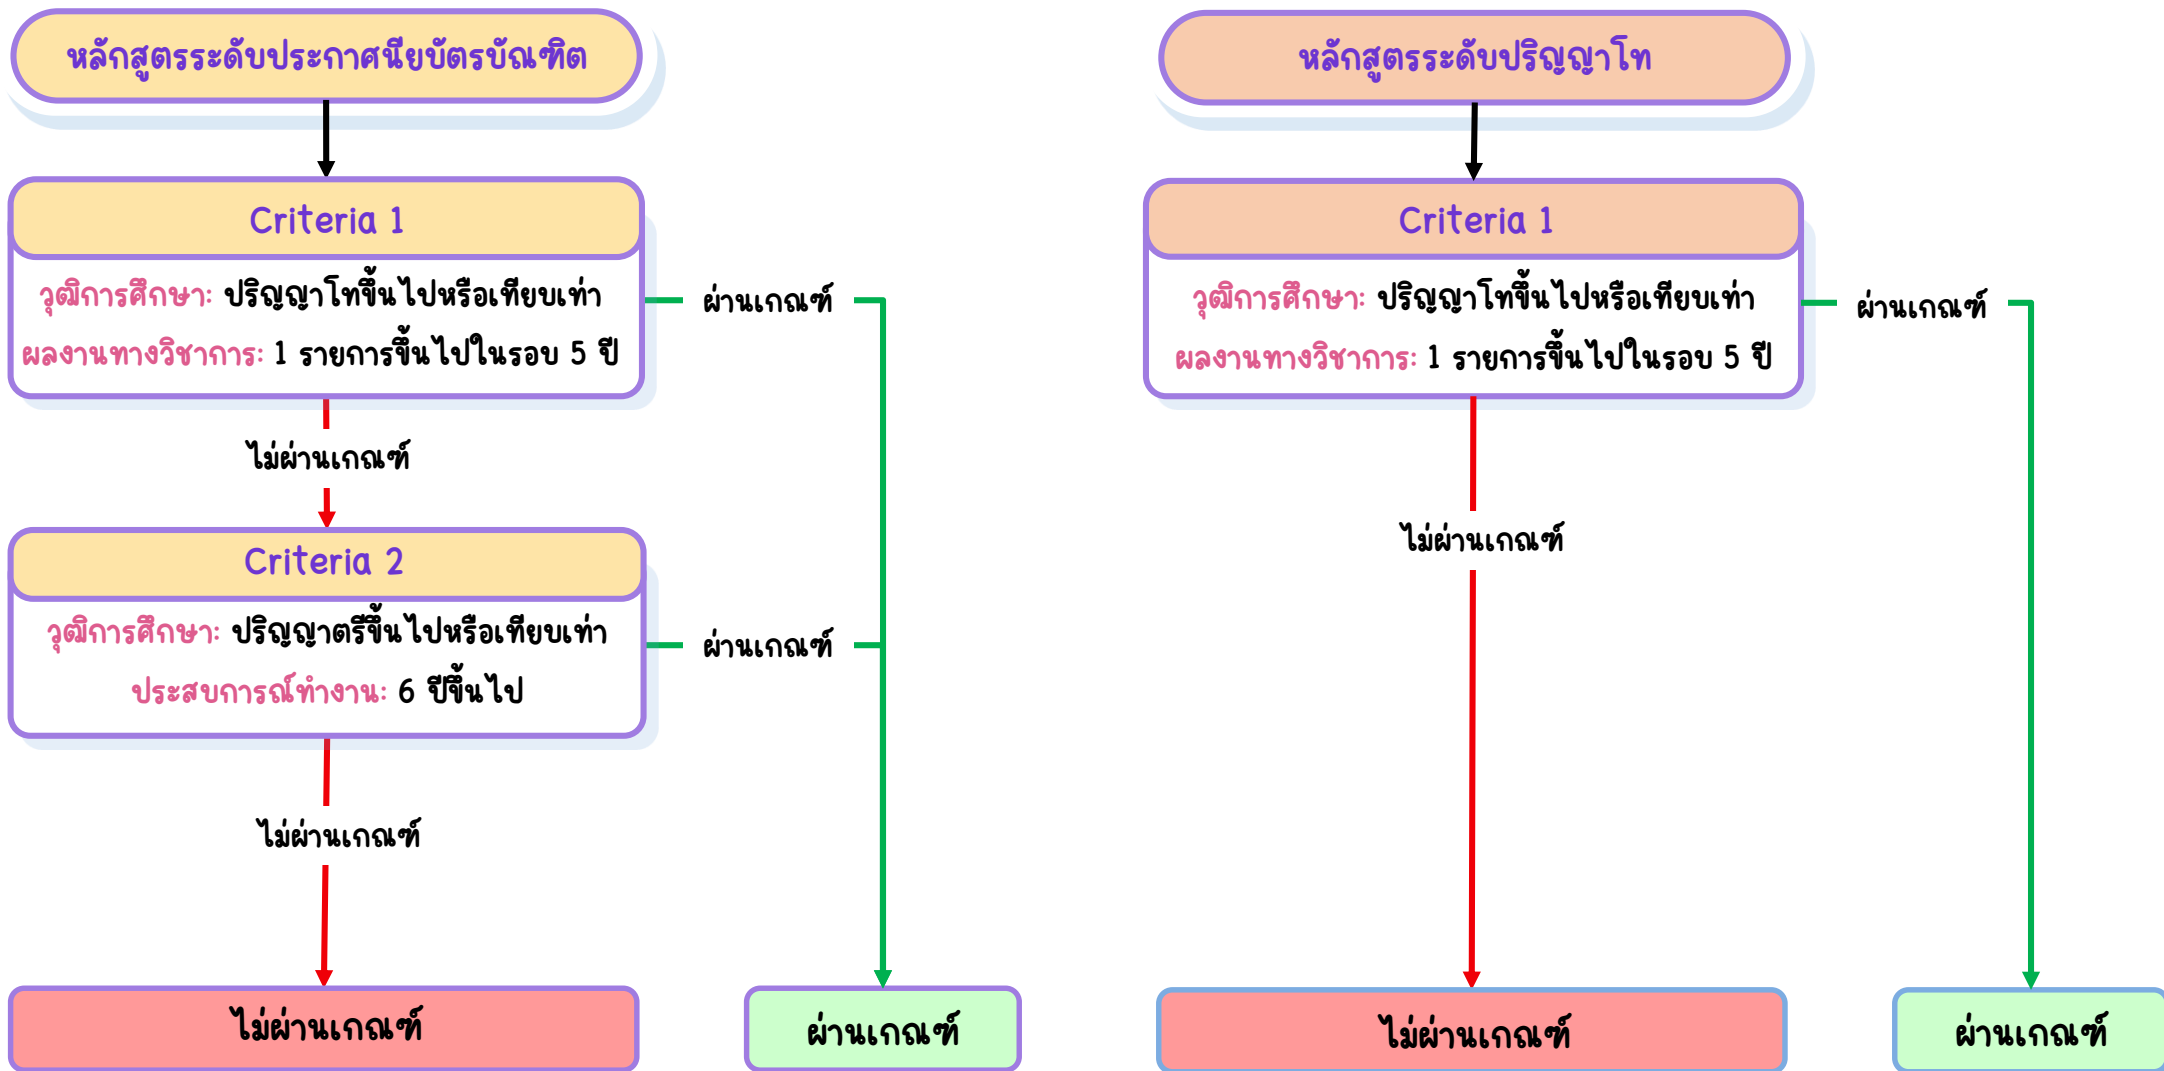 หลักสูตรระดับประกาศนียบัตรบัณฑิต
Criteria 1
วุฒิการศึกษา: ปริญญาโทขึ้นไปหรือเทียบเท่า
ผลงานทางวิชาการ: 1 รายการขึ้นไปในรอบ 5 ปี
ผ่านเกณฑ์
ไม่ผ่านเกณฑ์
Criteria 2
วุฒิการศึกษา: ปริญญาตรีขึ้นไปหรือเทียบเท่า
ประสบการณ์ทำงาน: 6 ปีขึ้นไป
ผ่านเกณฑ์
ไม่ผ่านเกณฑ์
ไม่ผ่านเกณฑ์
ผ่านเกณฑ์
หลักสูตรระดับปริญญาโท
Criteria 1
วุฒิการศึกษา: ปริญญาโทขึ้นไปหรือเทียบเท่า
ผลงานทางวิชาการ: 1 รายการขึ้นไปในรอบ 5 ปี
ผ่านเกณฑ์
ไม่ผ่านเกณฑ์
ไม่ผ่านเกณฑ์
ผ่านเกณฑ์